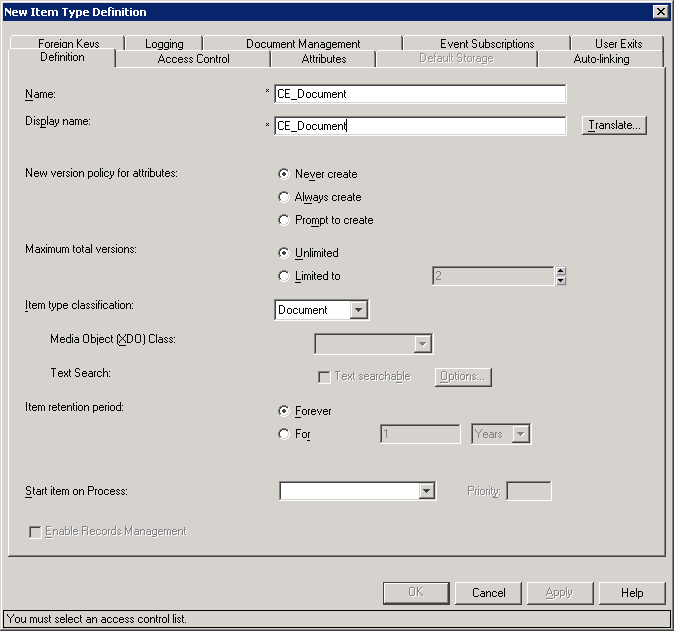 New Item Type Definition
Foreign Keys Logging Document Management Event Subscriptions User Exits
Definition Access Control Attributes Default Storage Auto-linking
Name: * CE_Document
Display name: * CE_Document Translate...
New version policy for attributes: Never create
Always create
Prompt to create
Maximum total versions: Unlimited
Limited to 2
Item type classification: Document
Media Object (XDO) Class:
Text Search: Text searchable Options...
Item retention period: Forever
For 1 Years
Start item on Process: Priority:
Enable Records Management
OK Cancel Apply Help
You must select an access control list.